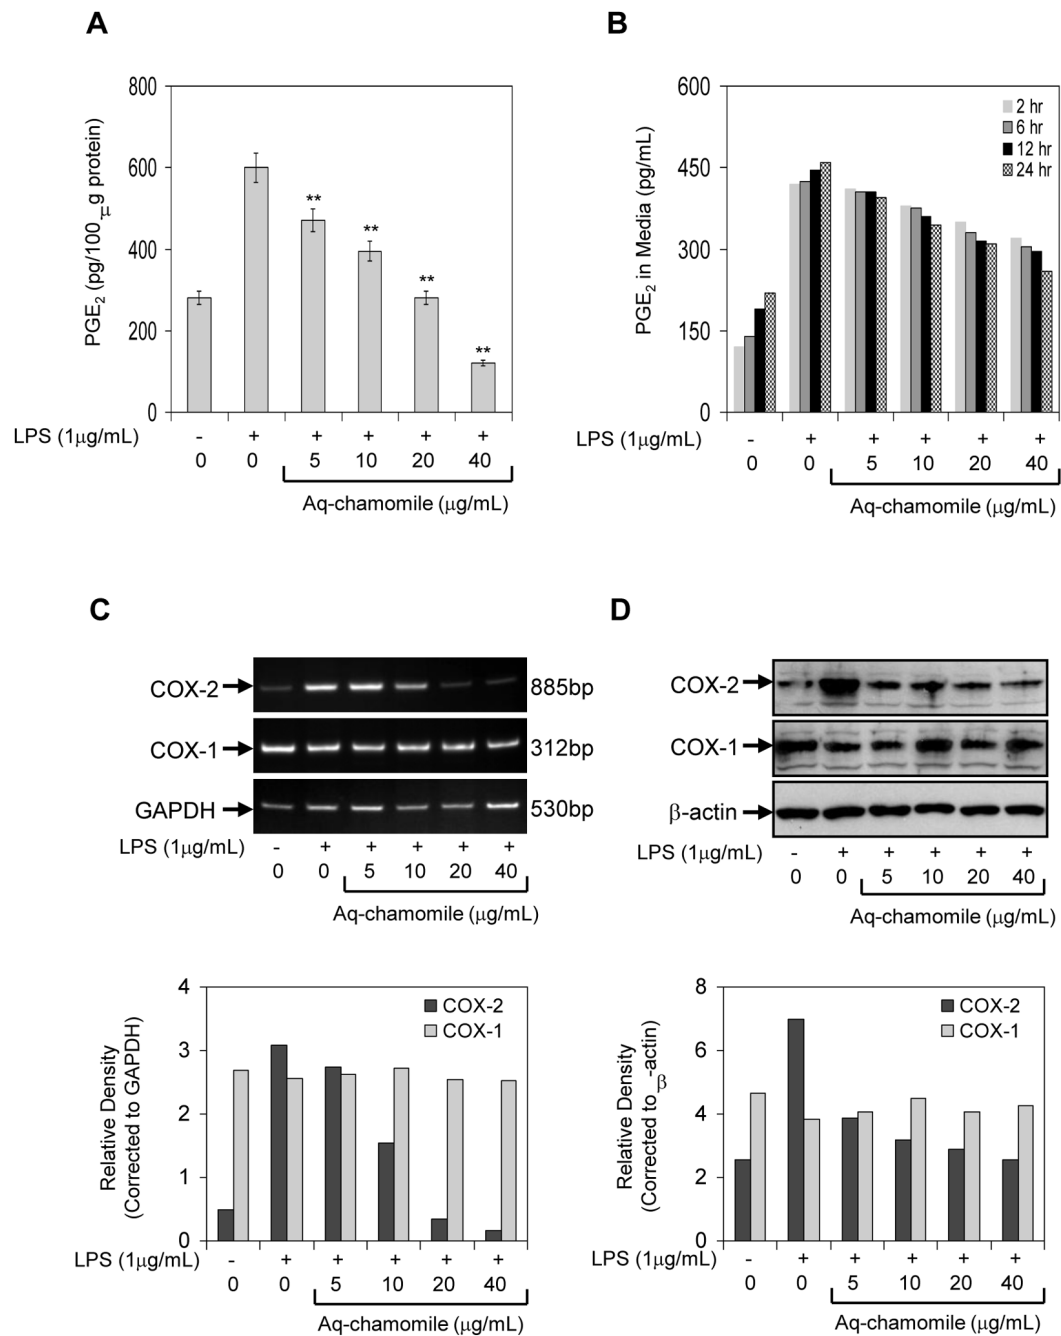 A
PGE2 (pg/100 μg protein)
800
600
400
200
0
**
**
**
**
LPS (1μg/mL) - + + + + +
0 0 5 10 20 40
Aq-chamomile (μg/mL)
B
PGE2 in Media (pg/mL)
600
450
300
150
0
2 hr
6 hr
12 hr
24 hr
LPS (1μg/mL) - + + + + +
0 0 5 10 20 40
Aq-chamomile (μg/mL)
C
COX-2 885bp
COX-1 312bp
GAPDH 530bp
LPS (1μg/mL) - + + + + +
0 0 5 10 20 40
Aq-chamomile (μg/mL)
Relative Density
(Corrected to GAPDH)
4
3
2
1
0
COX-2
COX-1
LPS (1μg/mL) - + + + + +
0 0 5 10 20 40
Aq-chamomile (μg/mL)
D
COX-2
COX-1
β-actin
LPS (1μg/mL) - + + + + +
0 0 5 10 20 40
Aq-chamomile (μg/mL)
Relative Density
(Corrected to β-actin)
8
6
4
2
0
COX-2
COX-1
LPS (1μg/mL) - + + + + +
0 0 5 10 20 40
Aq-chamomile (μg/mL)